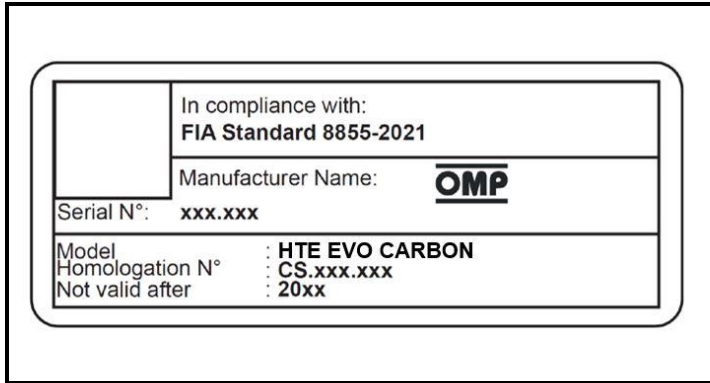 In compliance with:
FIA Standard 8855-2021
Manufacturer Name: OMP
Serial N°: xxx.xxx
Model : HTE EVO CARBON
Homologation N° : CS.xxx.xxx
Not valid after : 20xx